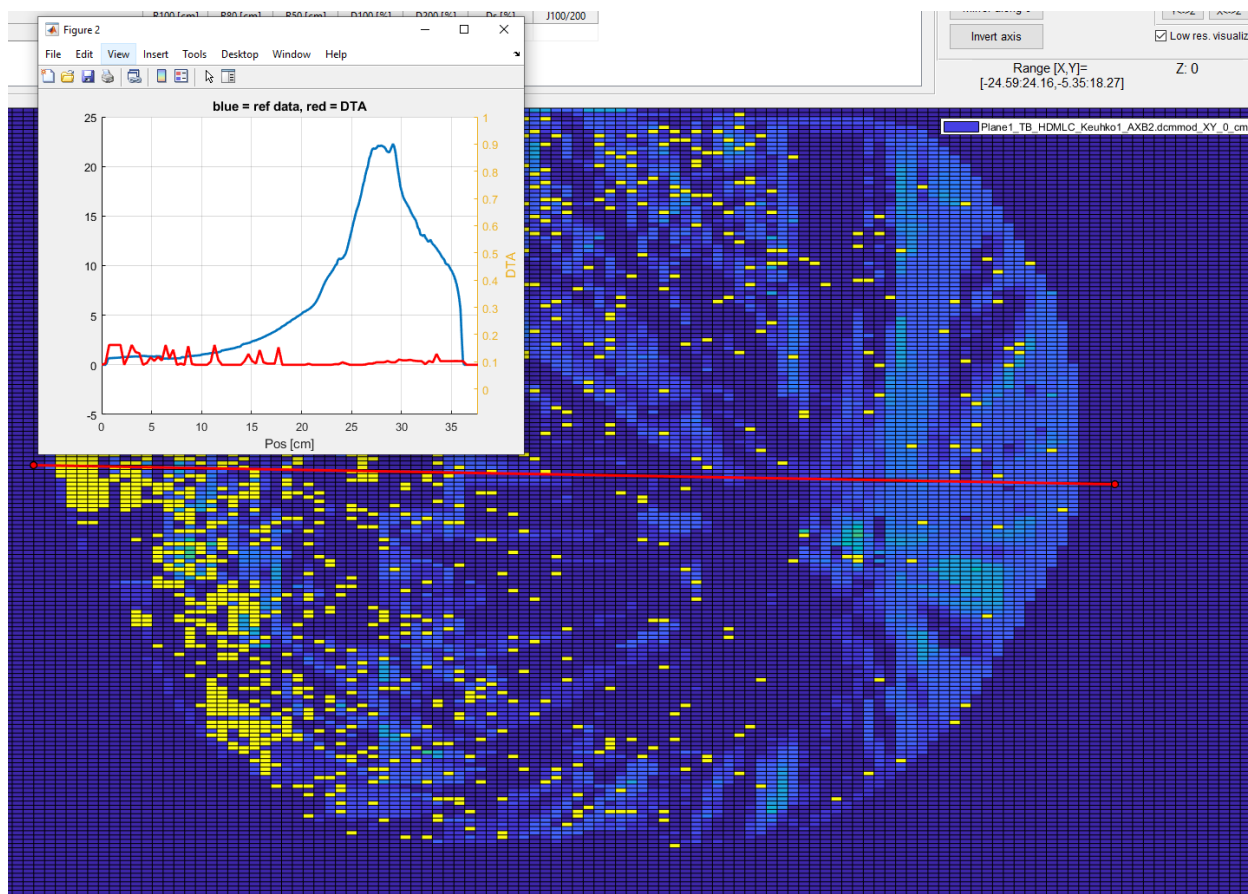 R100 [cm] R80 [cm] R50 [cm] D100 [%] D200 [%] Ds [%] J100/200
Figure 2
File Edit View Insert Tools Desktop Window Help
blue = ref data, red = DTA
25
20
15
10
5
0
-5
1
0.9
0.8
0.7
0.6
0.5
0.4
0.3
0.2
0.1
0
DTA
0 5 10 15 20 25 30 35
Pos [cm]
Invert axis
Low res. visualiz
Range [X,Y]=
[-24.59:24.16,-5.35:18.27]
Z: 0
Plane1_TB_HDMLC_Keuhko1_AXB2.dcmmod_XY_0_cm